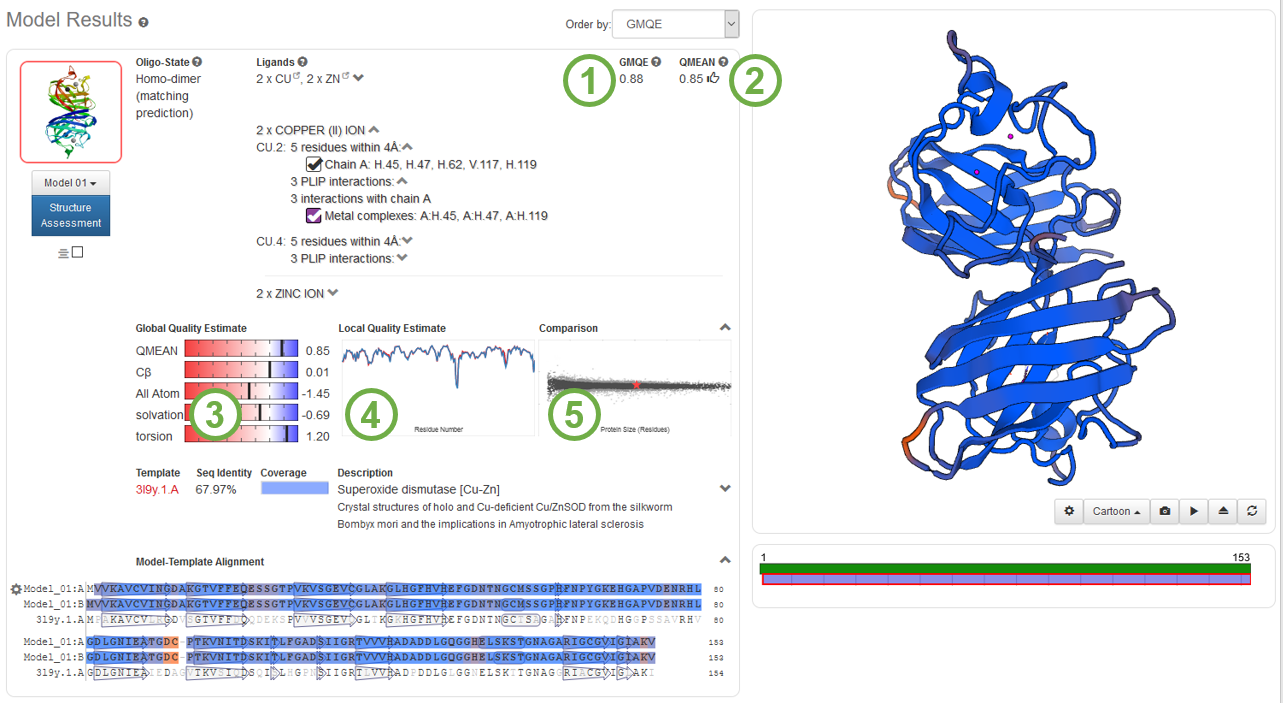 Model Results
Order by: GMQE
Oligo-State
Homo-dimer
(matching
prediction)
Ligands
2 x CU, 2 x ZN
1
GMQE
0.88
QMEAN
0.85
2
Model 01
Structure
Assessment
2 x COPPER (II) ION
CU.2: 5 residues within 4Å:
Chain A: H.45, H.47, H.62, V.117, H.119
3 PLIP interactions:
3 interactions with chain A
Metal complexes: A:H.45, A:H.47, A:H.119
CU.4: 5 residues within 4Å:
3 PLIP interactions:
2 x ZINC ION
Global Quality Estimate
QMEAN 0.85
Cβ 0.01
All Atom -1.45
solvation -0.69
torsion 1.20
3
Local Quality Estimate
4
Residue Number
Comparison
5
Protein Size (Residues)
Template Seq Identity Coverage Description
3l9y.1.A 67.97% Superoxide dismutase [Cu-Zn]
Crystal structures of holo and Cu-deficient Cu/ZnSOD from the silkworm
Bombyx mori and the implications in Amyotrophic lateral sclerosis
Model-Template Alignment
Model_01:A MVVKAVCVINGDAKGTVFFEQESSGTPVKVSGEVCGLAKGLHGFHVHEFGDNTNGCMSSGPHFNPYGKEHGAPVDENRHL 80
Model_01:B MVVKAVCVINGDAKGTVFFEQESSGTPVKVSGEVCGLAKGLHGFHVHEFGDNTNGCMSSGPHFNPYGKEHGAPVDENRHL 80
3l9y.1.A 80
Model_01:A GDLGNIEATGDC-PTKVNITDSKITLFGADSIIGRTVVVHADADDLGQGGHELSKSTGNAGARIGCGVIGIAKV 153
Model_01:B GDLGNIEATGDC-PTKVNITDSKITLFGADSIIGRTVVVHADADDLGQGGHELSKSTGNAGARIGCGVIGIAKV 153
3l9y.1.A 154
Cartoon
1 153